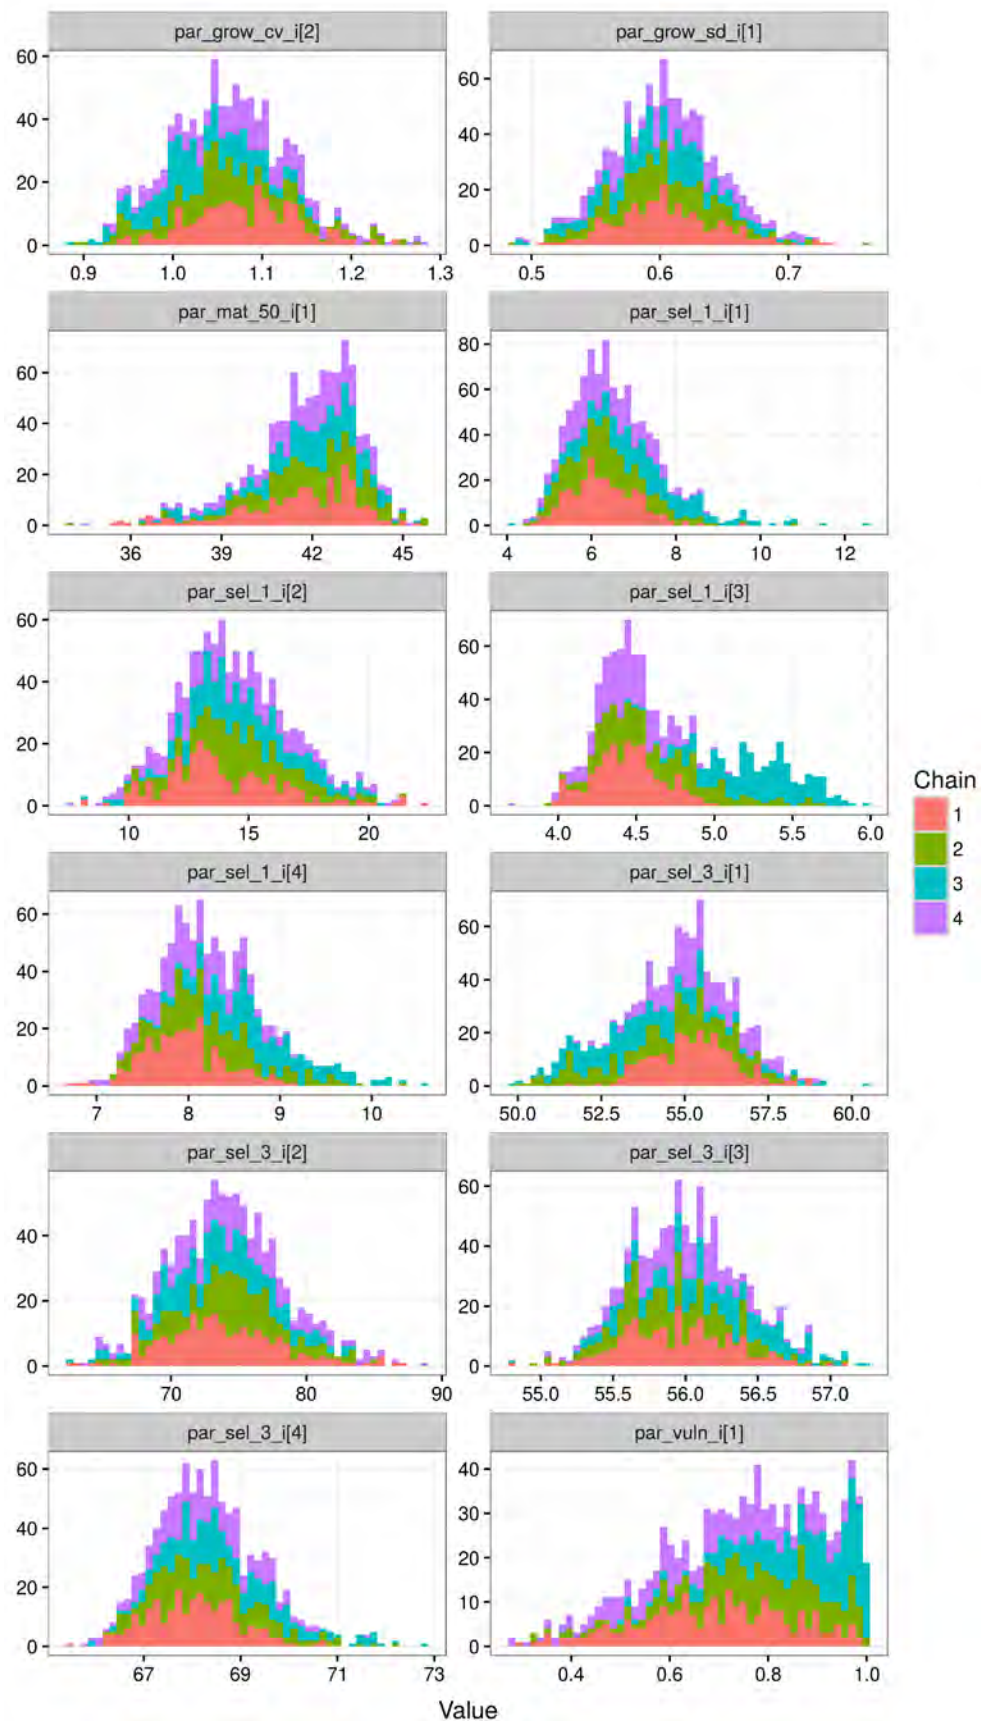 par_grow_cv_i[2] par_grow_sd_i[1]
60
40
20
0
0.9 1.0 1.1 1.2 1.3
60
40
20
0
0.5 0.6 0.7
par_mat_50_i[1] par_sel_1_i[1]
60
40
20
0
36 39 42 45
80
60
40
20
0
4 6 8 10 12
par_sel_1_i[2] par_sel_1_i[3]
60
40
20
0
10 15 20
60
40
20
0
4.0 4.5 5.0 5.5 6.0
Chain
1
2
3
4
par_sel_1_i[4] par_sel_3_i[1]
60
40
20
0
7 8 9 10
60
40
20
0
50.0 52.5 55.0 57.5 60.0
par_sel_3_i[2] par_sel_3_i[3]
40
20
0
70 80 90
60
40
20
0
55.0 55.5 56.0 56.5 57.0
par_sel_3_i[4] par_vuln_i[1]
60
40
20
0
67 69 71 73
40
30
20
10
0
0.4 0.6 0.8 1.0
Value